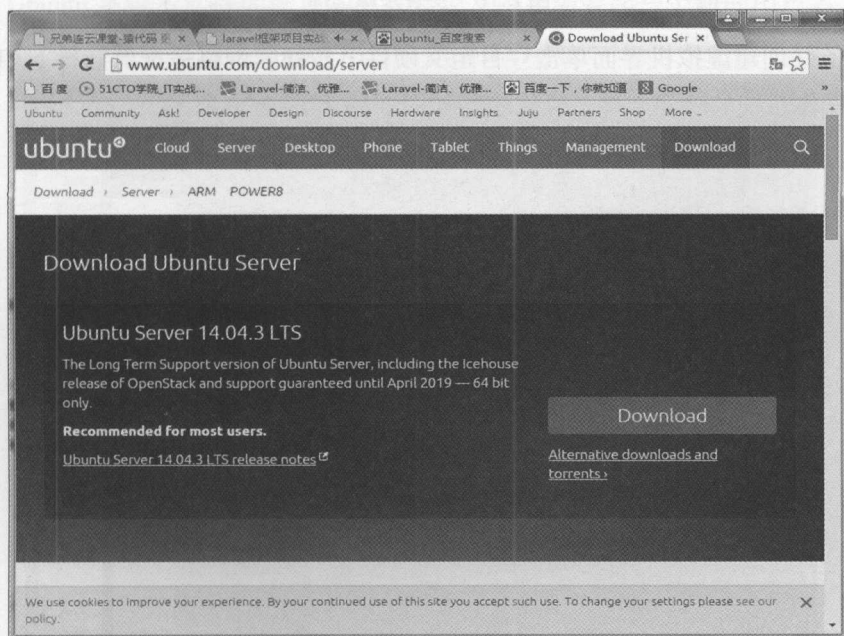 兄弟连云课堂-猿代码
laravel框架项目实战
ubuntu_百度搜索
Download Ubuntu Ser
www.ubuntu.com/download/server
百度 51CTO学院_IT实战... Laravel-简洁、优雅... Laravel-简洁、优雅... 百度一下，你就知道 Google »
Ubuntu Community Ask! Developer Design Discourse Hardware Insights Juju Partners Shop More
ubuntu Cloud Server Desktop Phone Tablet Things Management Download
Download › Server › ARM POWER8
Download Ubuntu Server
Ubuntu Server 14.04.3 LTS
The Long Term Support version of Ubuntu Server, including the Icehouse
release of OpenStack and support guaranteed until April 2019 — 64 bit
only.
Recommended for most users.
Ubuntu Server 14.04.3 LTS release notes
Download
Alternative downloads and
torrents ›
We use cookies to improve your experience. By your continued use of this site you accept such use. To change your settings please see our
policy.